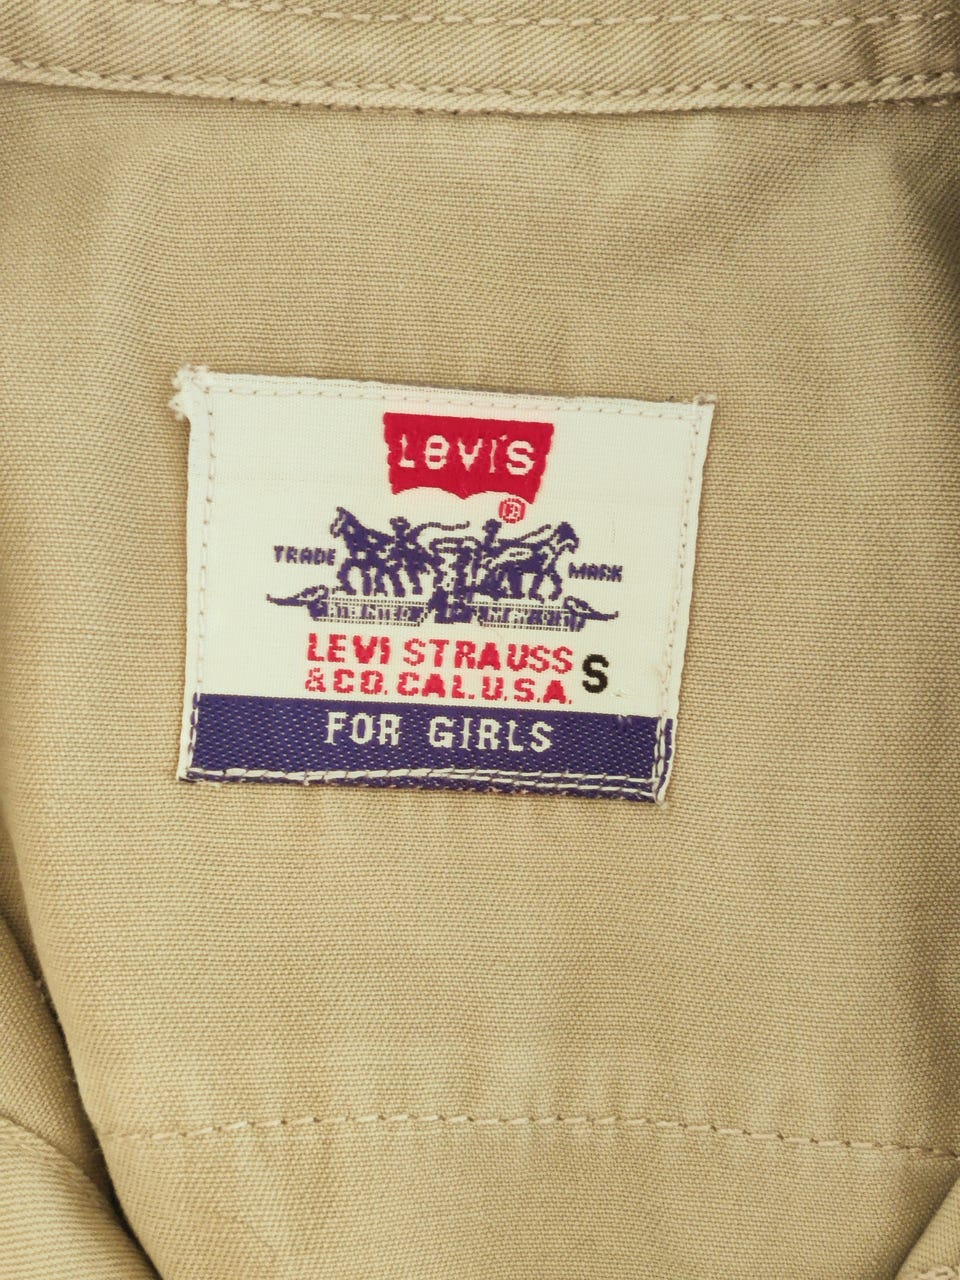 Levi's
®
TRADE MARK
LEVI STRAUSS
& CO. CAL. U.S.A.
S
FOR GIRLS